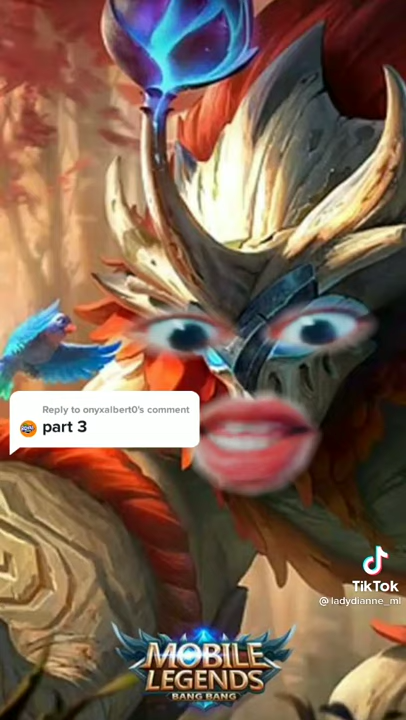 Reply to onyxalbert0's comment
part 3
TikTok
@ladydianne_ml
MOBILE
LEGENDS
BANG BANG